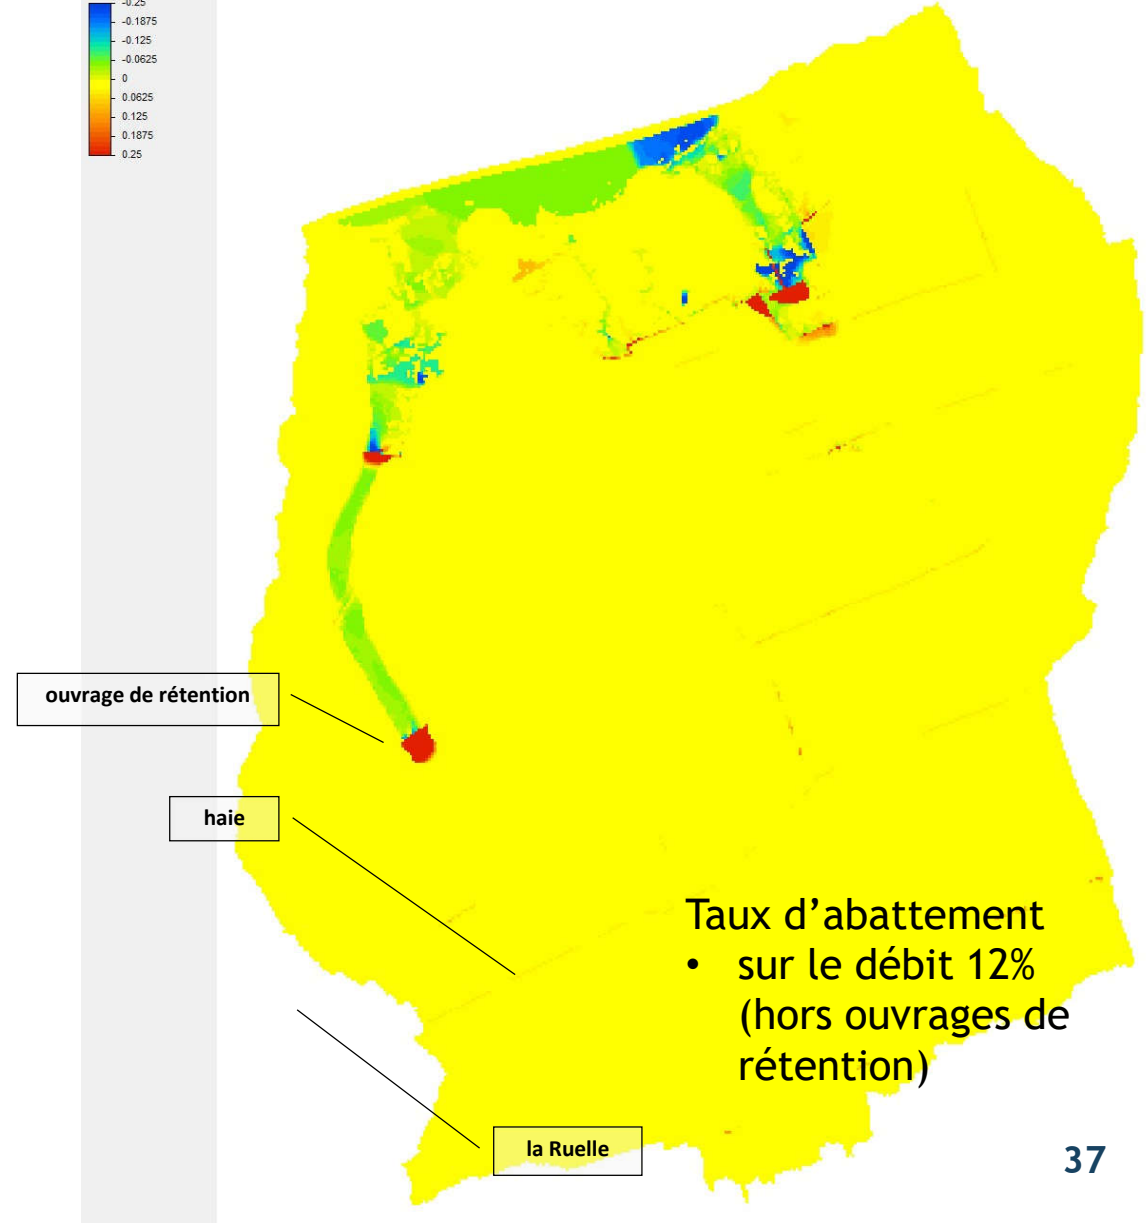 -0.25
-0.1875
-0.125
-0.0625
0
0.0625
0.125
0.1875
0.25
ouvrage de rétention
haie
Taux d’abattement
• sur le débit 12%
(hors ouvrages de
rétention)
la Ruelle
37